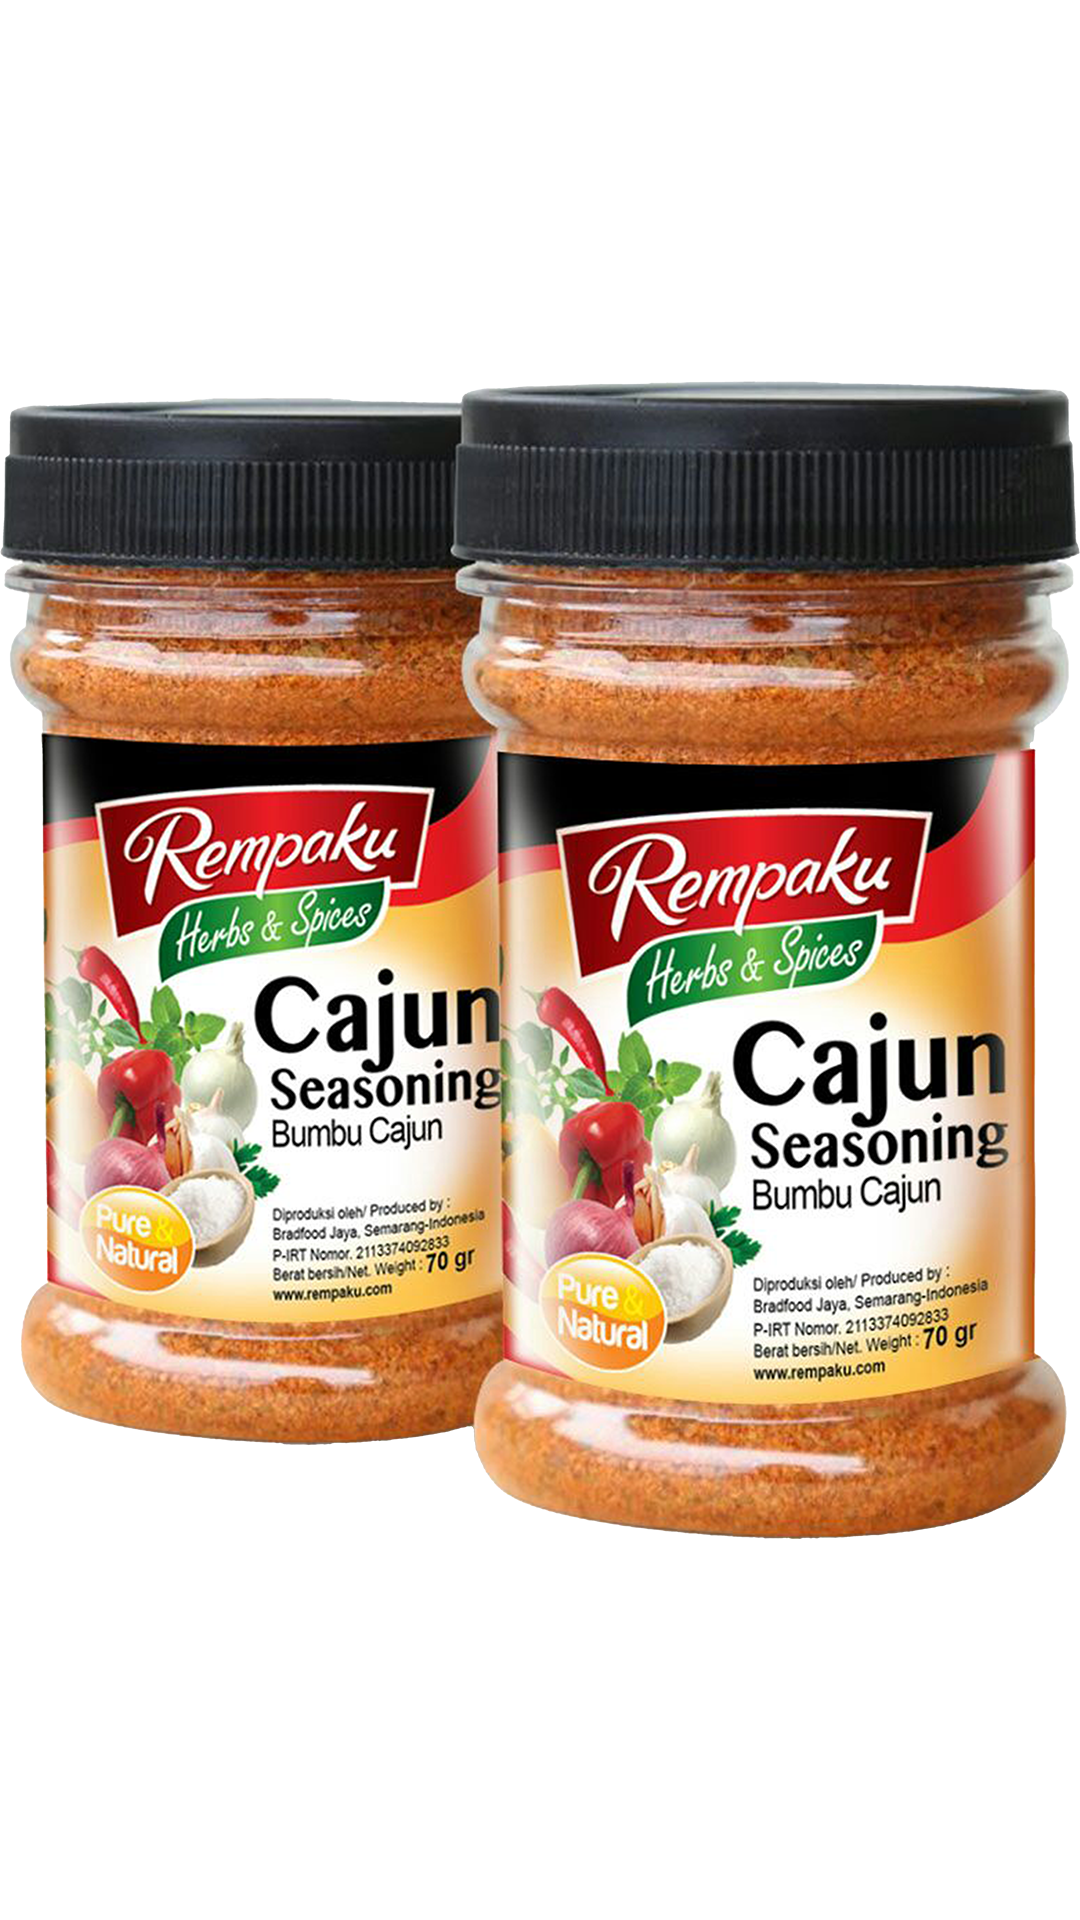 Rempaku
Herbs & Spices
Cajun
Seasoning
Bumbu Cajun
Pure &
Natural
Diproduksi oleh/ Produced by :
Bradfood Jaya, Semarang-Indonesia
P-IRT Nomor. 2113374092833
Berat bersih/Net. Weight : 70 gr
www.rempaku.com
Rempaku
Herbs & Spices
Cajun
Seasoning
Bumbu Cajun
Pure &
Natural
Diproduksi oleh/ Produced by :
Bradfood Jaya, Semarang-Indonesia
P-IRT Nomor. 2113374092833
Berat bersih/Net. Weight : 70 gr
www.rempaku.com